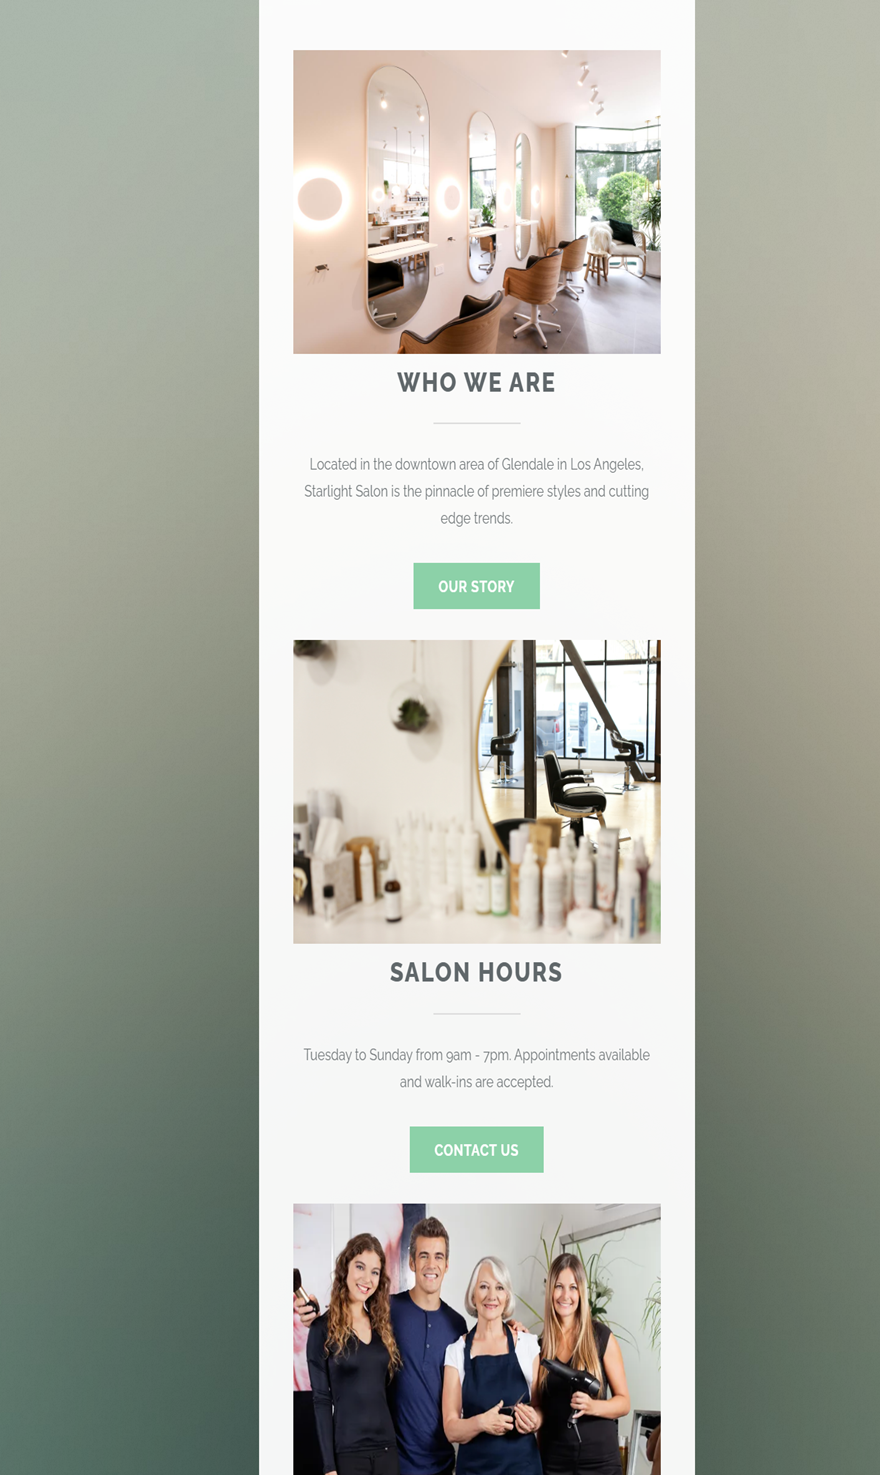 WHO WE ARE
Located in the downtown area of Glendale in Los Angeles,
Starlight Salon is the pinnacle of premiere styles and cutting
edge trends.
OUR STORY
SALON HOURS
Tuesday to Sunday from 9am - 7pm. Appointments available
and walk-ins are accepted.
CONTACT US